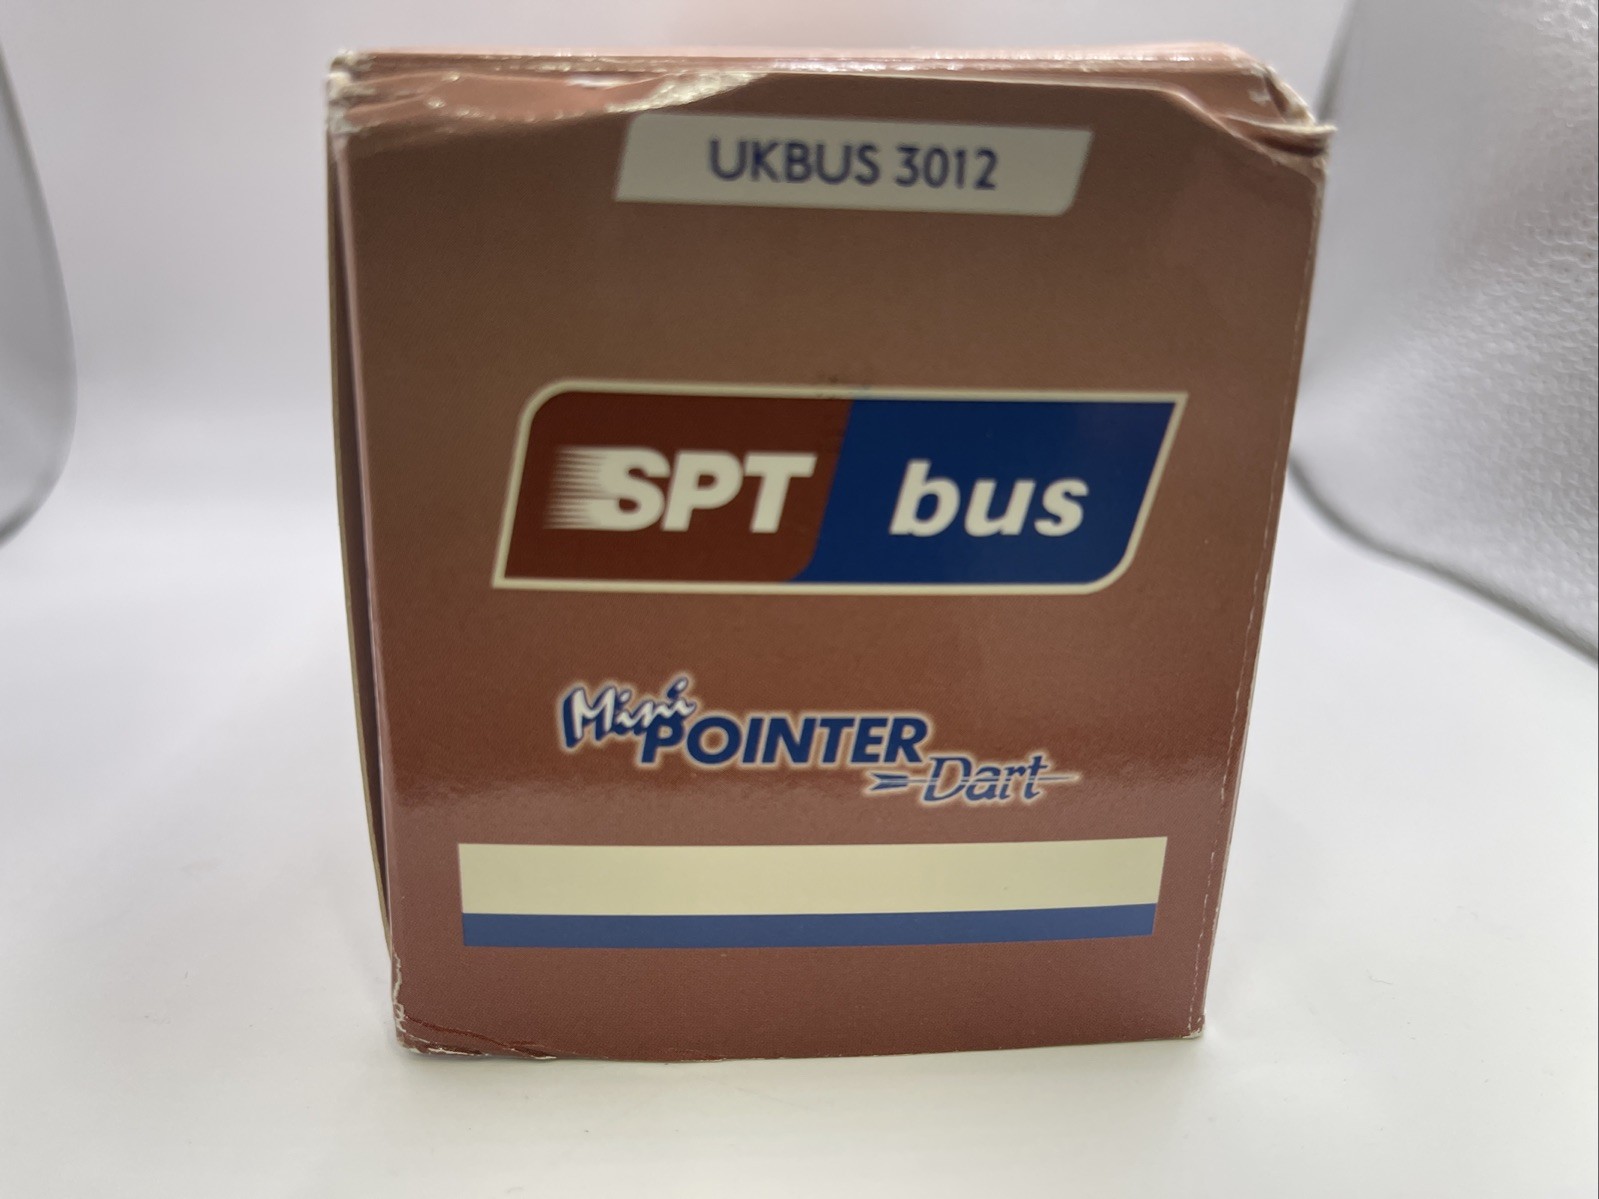 UKBUS 3012
SPT bus
Mini POINTER
Dart